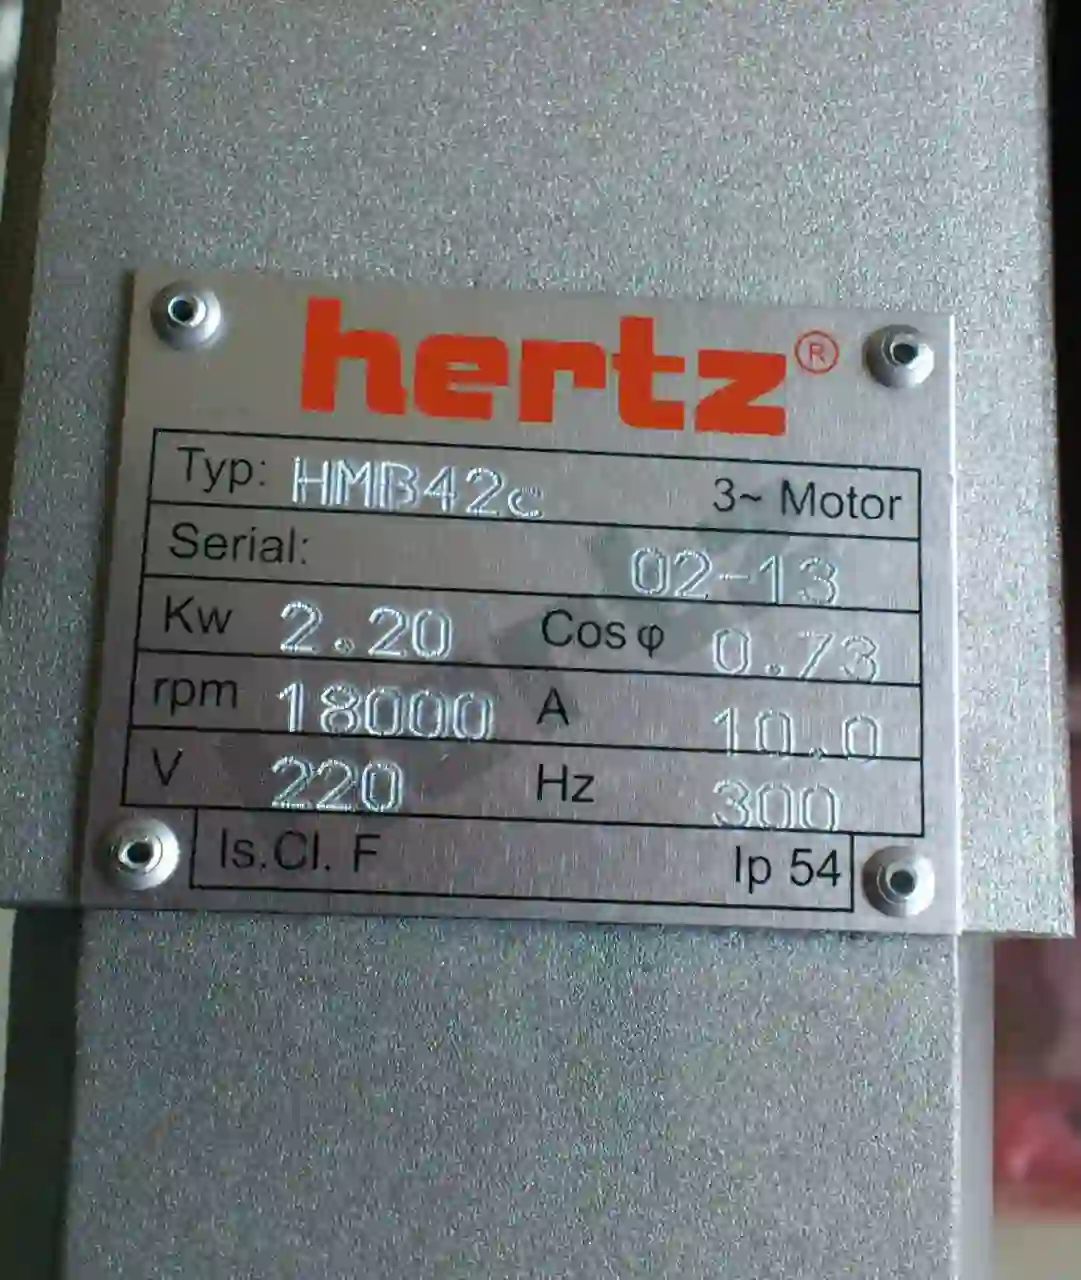 hertz®
Typ: HMB42c 3~ Motor
Serial: 02-13
Kw 2.20 Cos φ 0.73
rpm 18000 A 10.0
V 220 Hz 300
Is.Cl. F Ip 54